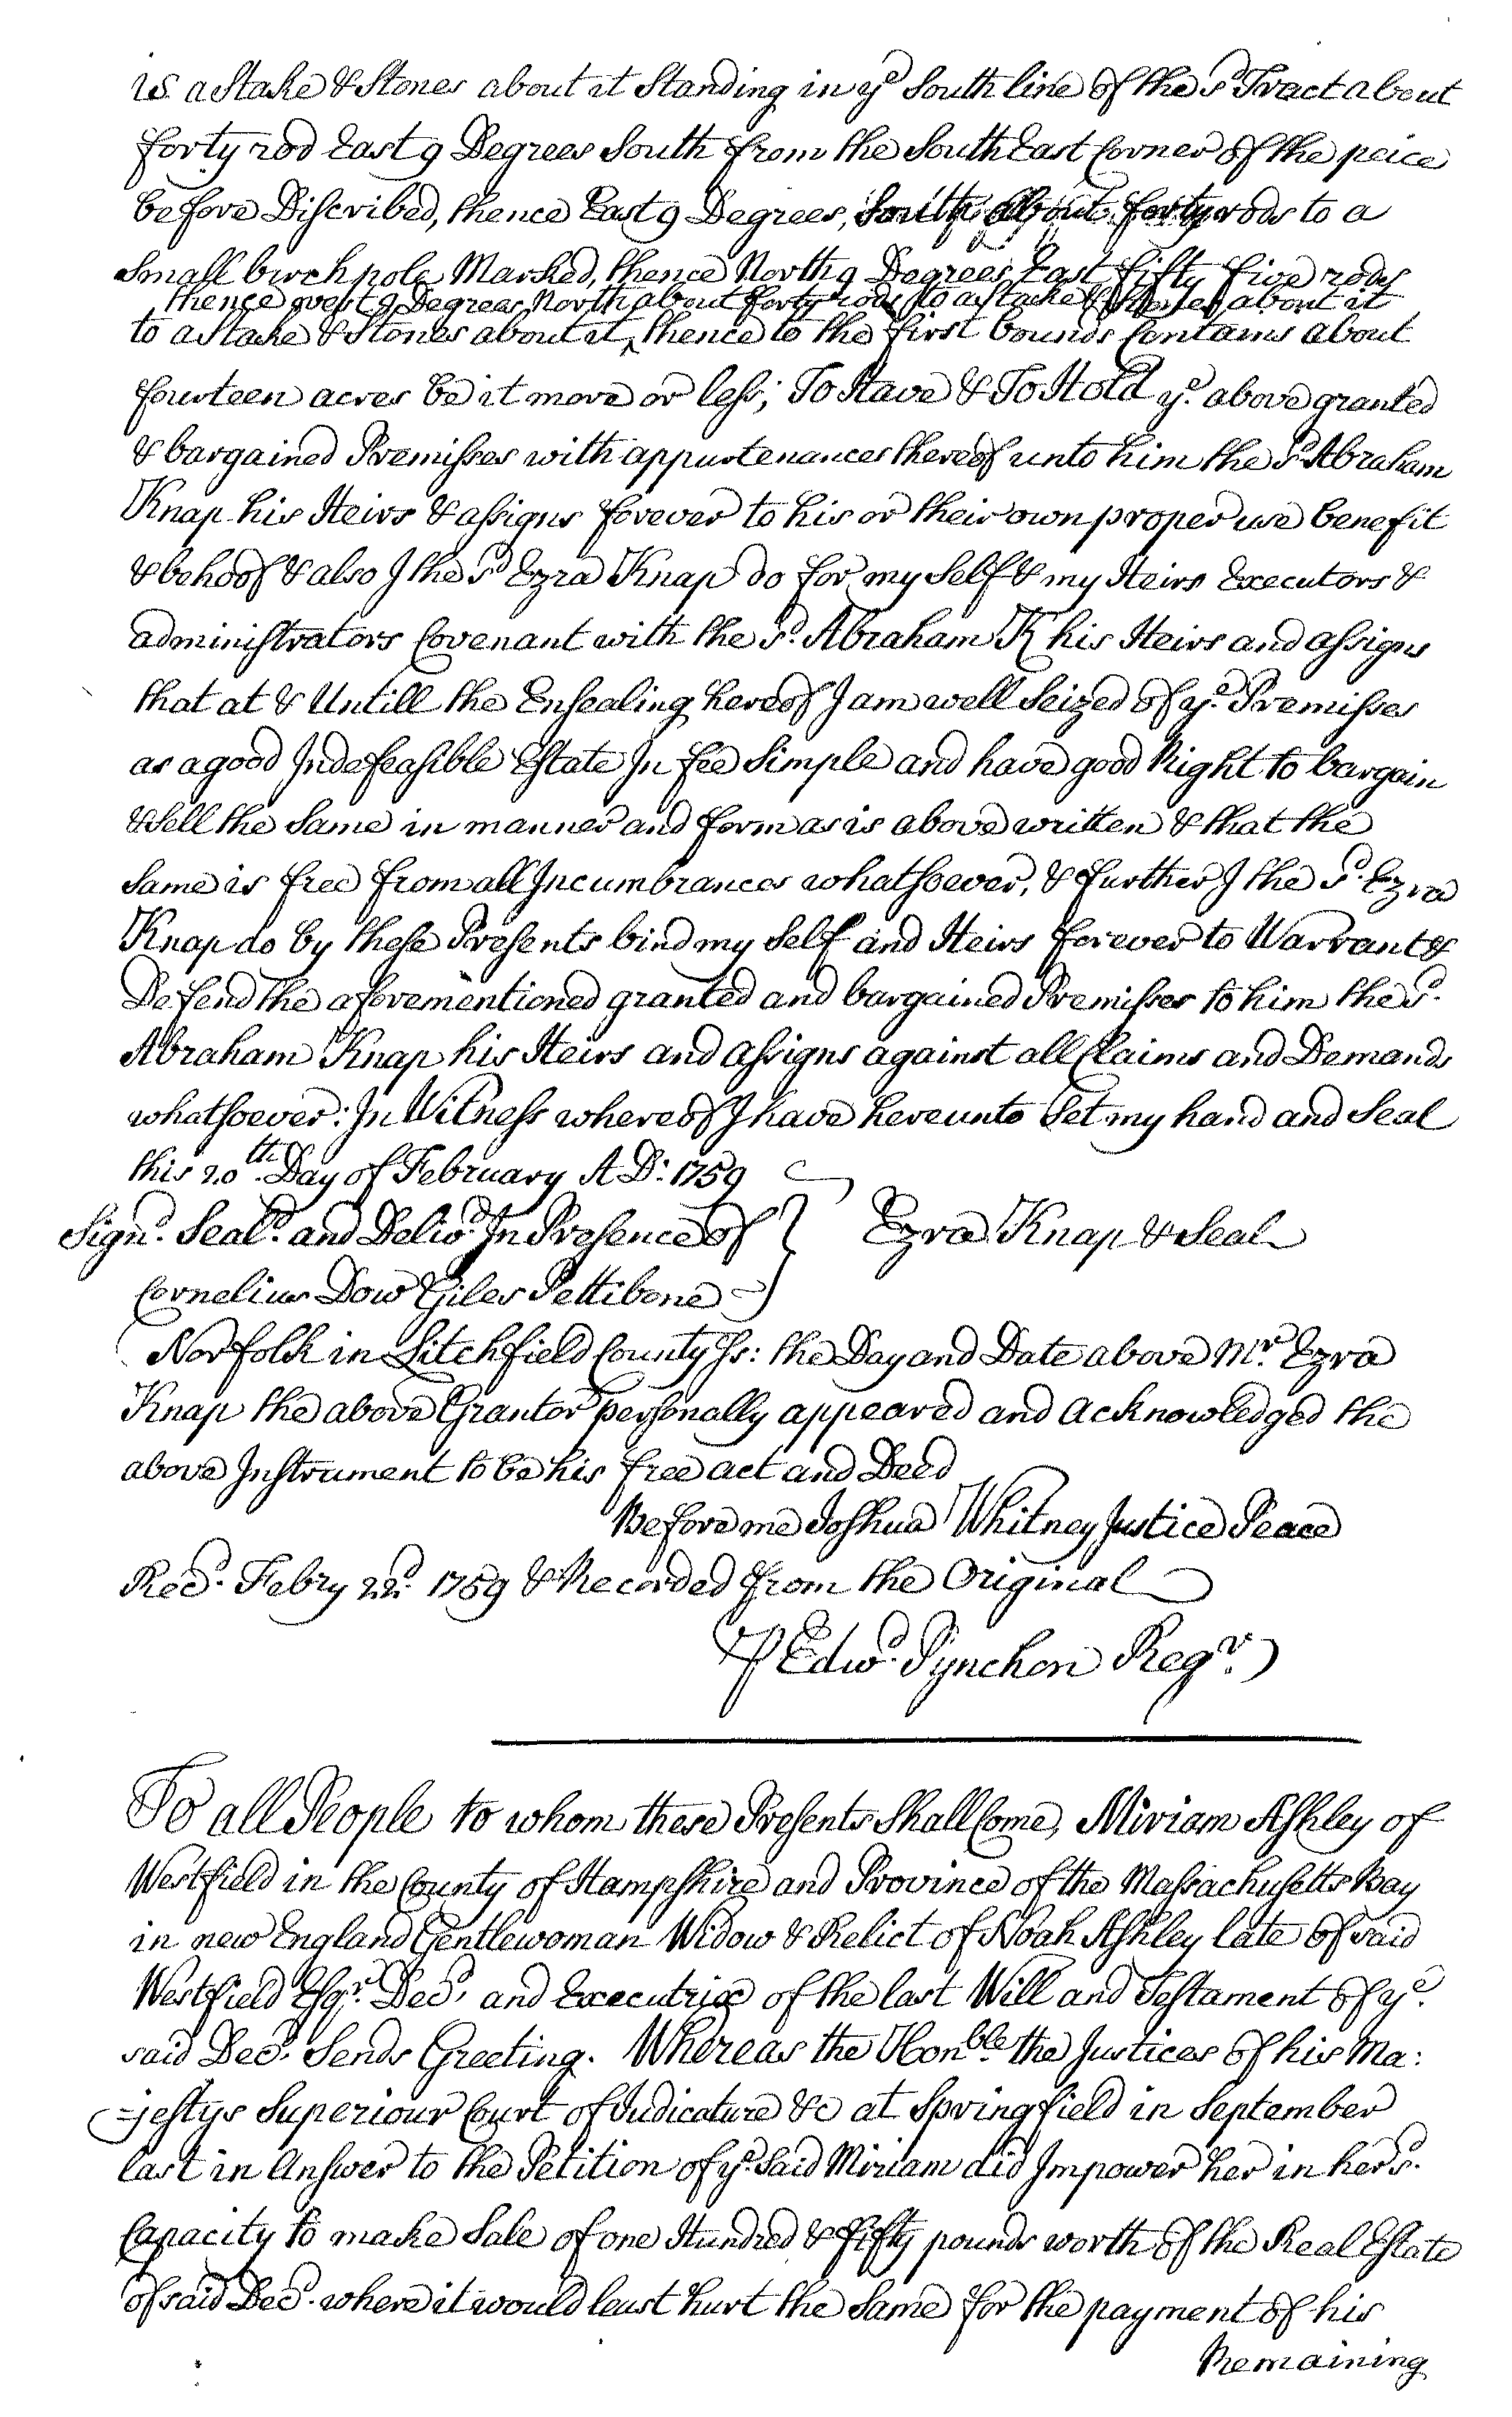 is a Stake & Stones about it Standing in ye South line of the sd Tract about
forty rod East 9 Degrees South from the South East Corner of the peice
before Discribed, thence East 9 Degrees, South about forty rods to a
Small birch pole Marked, thence North 9 Degrees East fifty five rods
thence west 9 Degrees North about forty rods to a Stake & Stones about it
to a Stake & Stones about it, thence to the first bounds Contains about
fourteen acres be it more or less; To Have & To Hold ye above granted
& bargained Premisses with appurtenances thereof unto him the sd Abraham
Knap his Heirs & assigns forever to his or their own proper use benefit
& behoof & also I the sd Ezra Knap do for my Self & my Heirs Executors &
administrators Covenant with the sd Abraham K his Heirs and assigns
that at & Untill the Ensealing hereof I am well Seized of ye Premisses
as a good Indefeasible Estate In fee Simple and have good Right to bargain
& Sell the Same in manner and form as is above written & that the
Same is free from all Incumbrances whatsoever, & further I the sd Ezra
Knap do by these Presents bind my Self and Heirs forever to Warrant &
Defend the aforementioned granted and bargained Premisses to him the sd
Abraham Knap his Heirs and assigns against all Claims and Demands
whatsoever: In Witness whereof I have hereunto Set my hand and Seal
this 20th Day of February A D: 1759
Signd. Seald. and Delivd In Presence of } Ezra Knap & Seal
Cornelius Dow Giles Pettibone
Norfolk in Litchfield County Ss: the Day and Date above Mr. Ezra
Knap the above Grantor personally appeared and acknowledged the
above Instrument to be his free act and Deed
Before me Joshua Whitney Justice Peace
Recd. Febry 22d. 1759 & Recorded from the Original
P Edwd. Pynchon Regr.
To all People to whom these Presents Shall Come, Miriam Ashley of
Westfield in the County of Hampshire and Province of the Massachusetts Bay
in new England Gentlewoman Widow & Relict of Noah Ashley late of said
Westfield Esqr. Decd, and Executrix of the last Will and Testament of ye.
said Decd. Sends Greeting. Whereas the Honble. the Justices of his Ma:
=jestys Superiour Court of Judicature &c at Springfield in September
last in Answer to the Petition of ye. Said Miriam did Impower her in her sd.
Capacity to make Sale of one Hundred & fifty pounds worth of the Real Estate
of said Decd. where it would least hurt the Same for the payment of his
Remaining